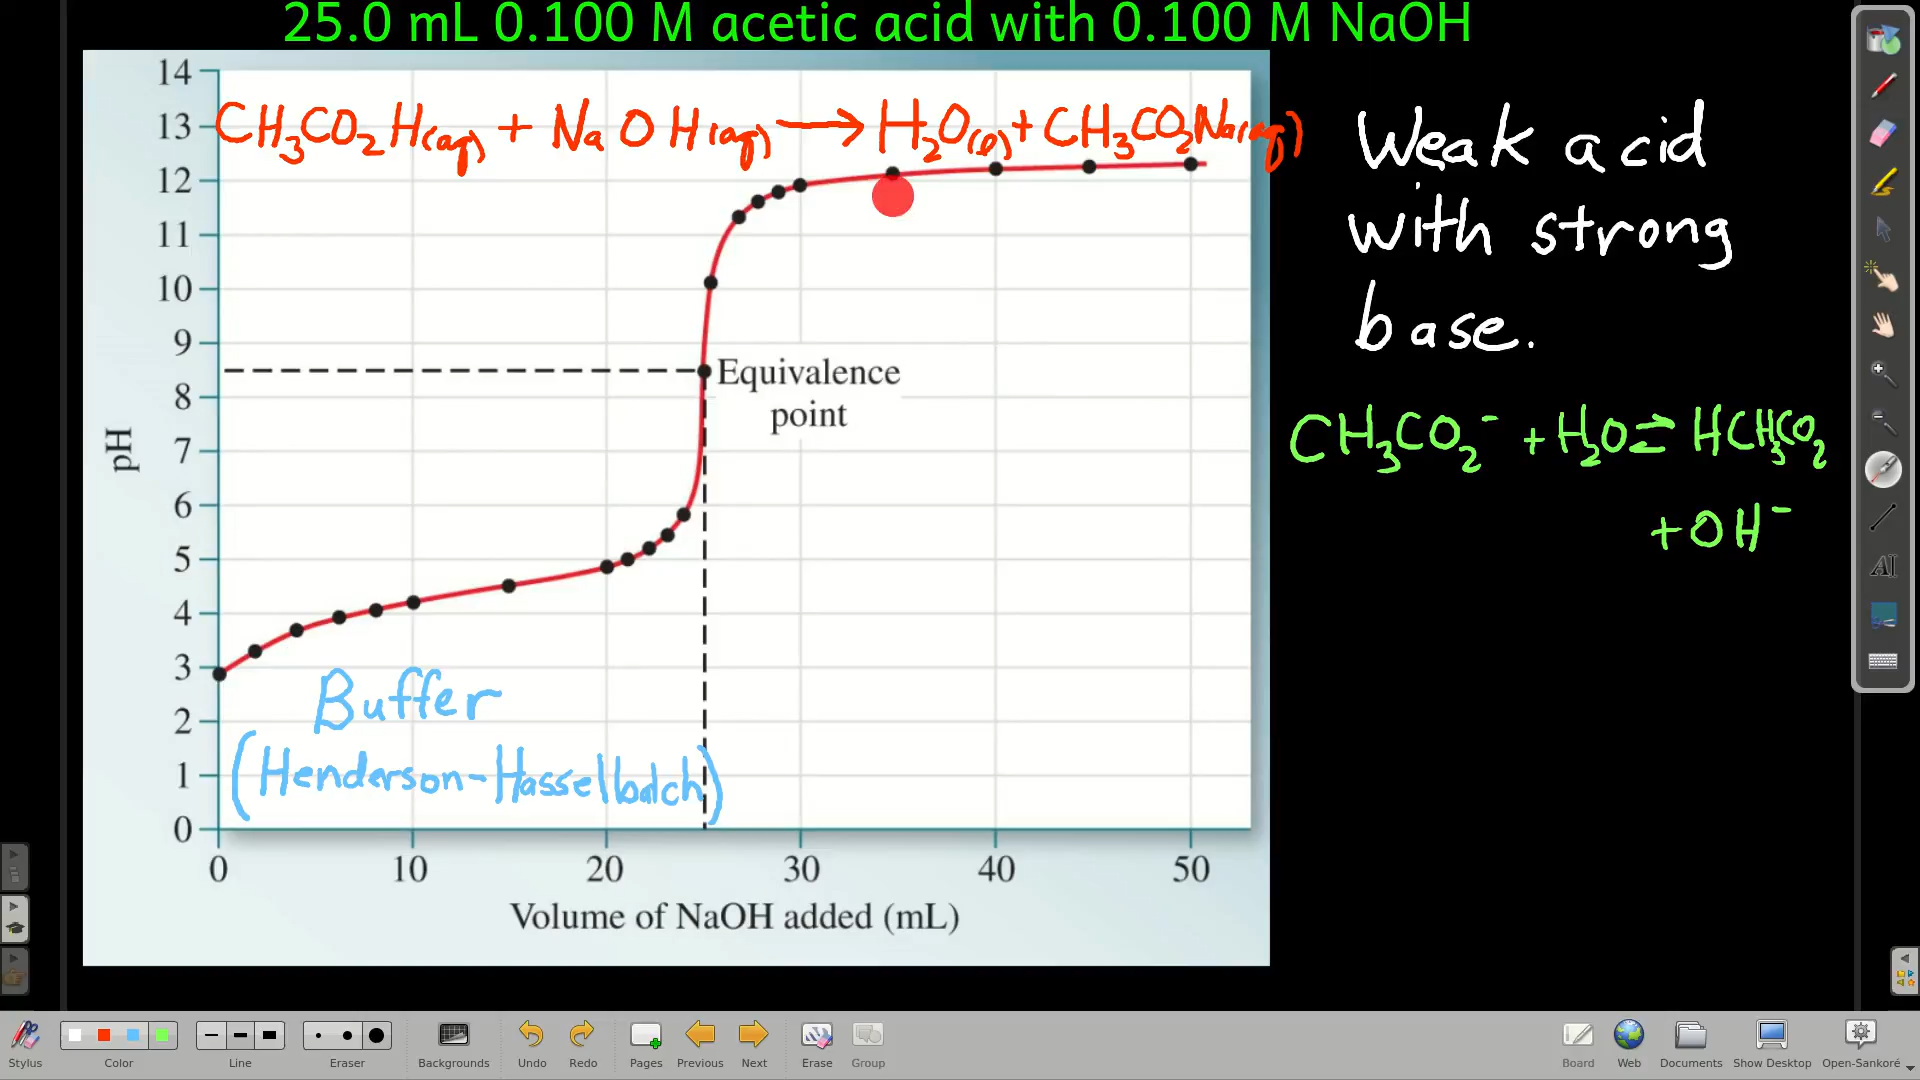 25.0 mL 0.100 M acetic acid with 0.100 M NaOH
CH₃CO₂H(aq) + NaOH(aq) → H₂O(l) + CH₃CO₂Na(aq)
14
13
12
11
10
9
8
7
6
5
4
3
2
1
0
pH
Equivalence
point
Buffer
(Henderson-Hasselbalch)
0 10 20 30 40 50
Volume of NaOH added (mL)
Weak acid
with strong
base.
CH₃CO₂⁻ + H₂O ⇌ HCH₃CO₂
+ OH⁻
AI
Stylus Color Line Eraser Backgrounds Undo Redo Pages Previous Next Erase Group Board Web Documents Show Desktop Open-Sankoré